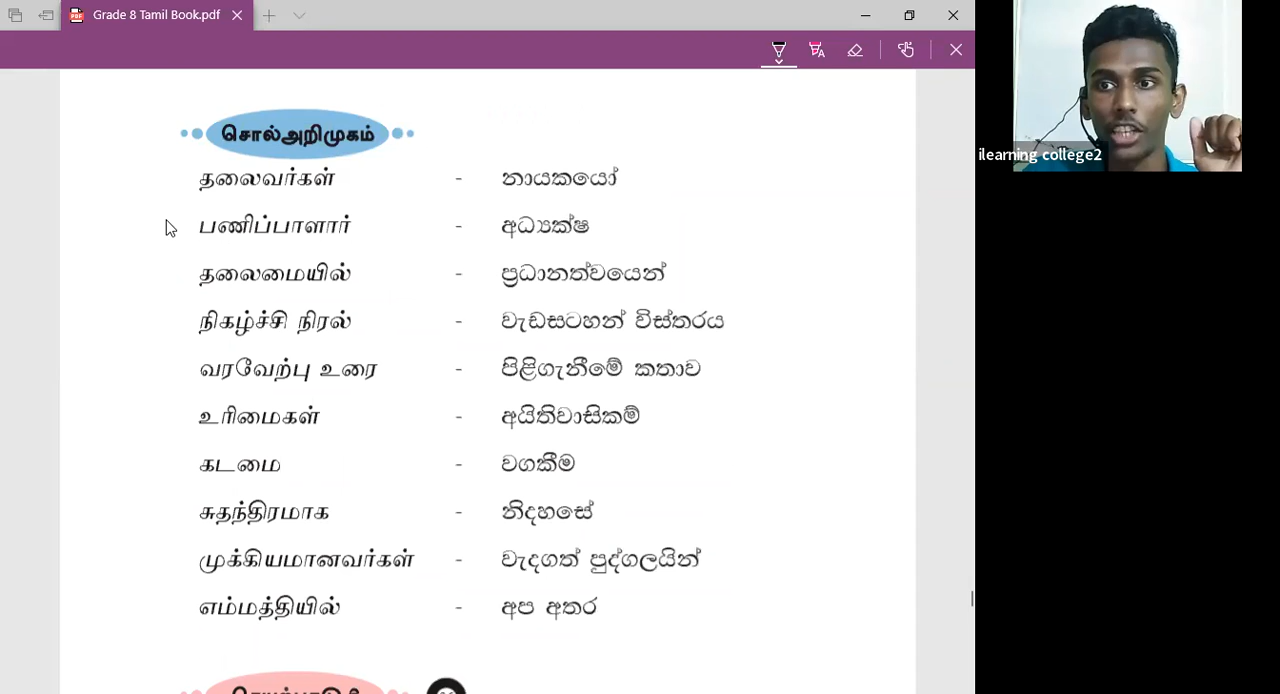 Grade 8 Tamil Book.pdf
சொல்அறிமுகம்
தலைவர்கள் - நாயகයෝ
பணிப்பாளார் - අධ්‍යක්ෂ
தலைமையில் - ප්‍රධානත්වයෙන්
நிகழ்ச்சி நிரல் - වැඩසටහන් විස්තරය
வரவேற்பு உரை - පිළිගැනීමේ කතාව
உரிமைகள் - අයිතිවාසිකම්
கடமை - වගකීම
சுதந்திரமாக - නිදහසේ
முக்கியமானவர்கள் - වැදගත් පුද්ගලයින්
எம்மத்தியில் - අප අතර
ilearning college2